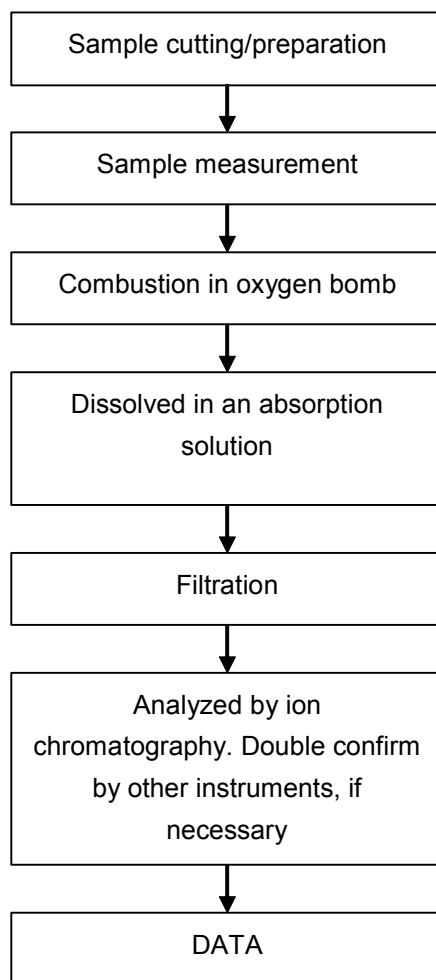 Sample cutting/preparation
Sample measurement
Combustion in oxygen bomb
Dissolved in an absorption
solution
Filtration
Analyzed by ion
chromatography. Double confirm
by other instruments, if
necessary
DATA